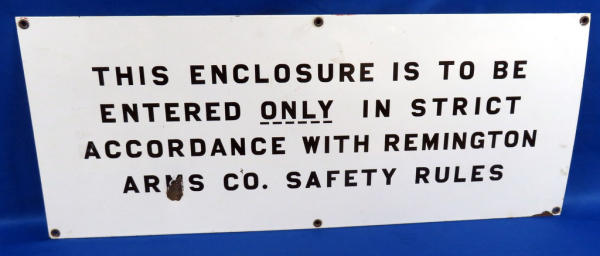 THIS ENCLOSURE IS TO BE
ENTERED ONLY IN STRICT
ACCORDANCE WITH REMINGTON
ARMS CO. SAFETY RULES